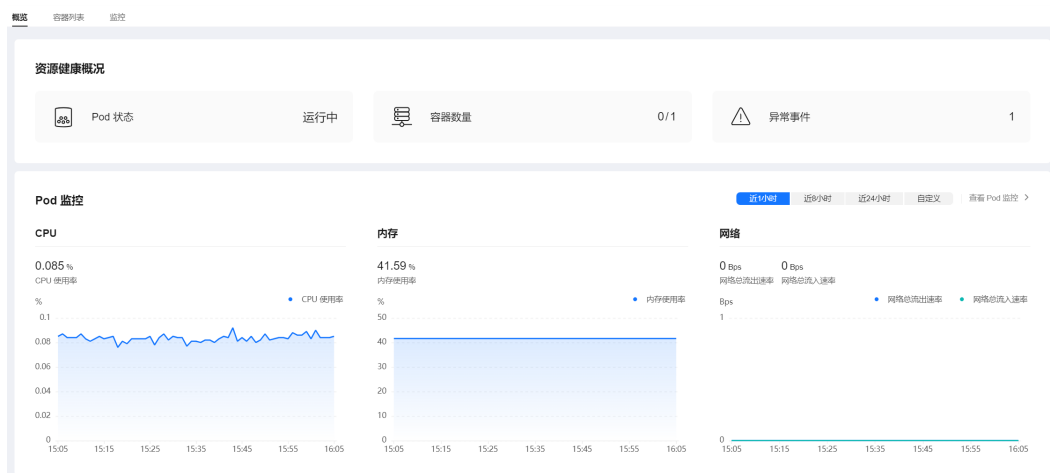 概览 容器列表 监控
资源健康概况
Pod 状态 运行中 容器数量 0/1 异常事件 1
Pod 监控 近1小时 近8小时 近24小时 自定义 查看 Pod 监控
CPU 内存 网络
0.085 % 41.59 % 0 Bps 0 Bps
CPU 使用率 内存使用率 网络总流出速率 网络总流入速率
% CPU 使用率 % 内存使用率 Bps 网络总流出速率 网络总流入速率
0.1 50 1
0.08 40
0.06 30
0.04 20
0.02 10
0 0 0
15:05 15:15 15:25 15:35 15:45 15:55 16:05 15:05 15:15 15:25 15:35 15:45 15:55 16:05 15:05 15:15 15:25 15:35 15:45 15:55 16:05